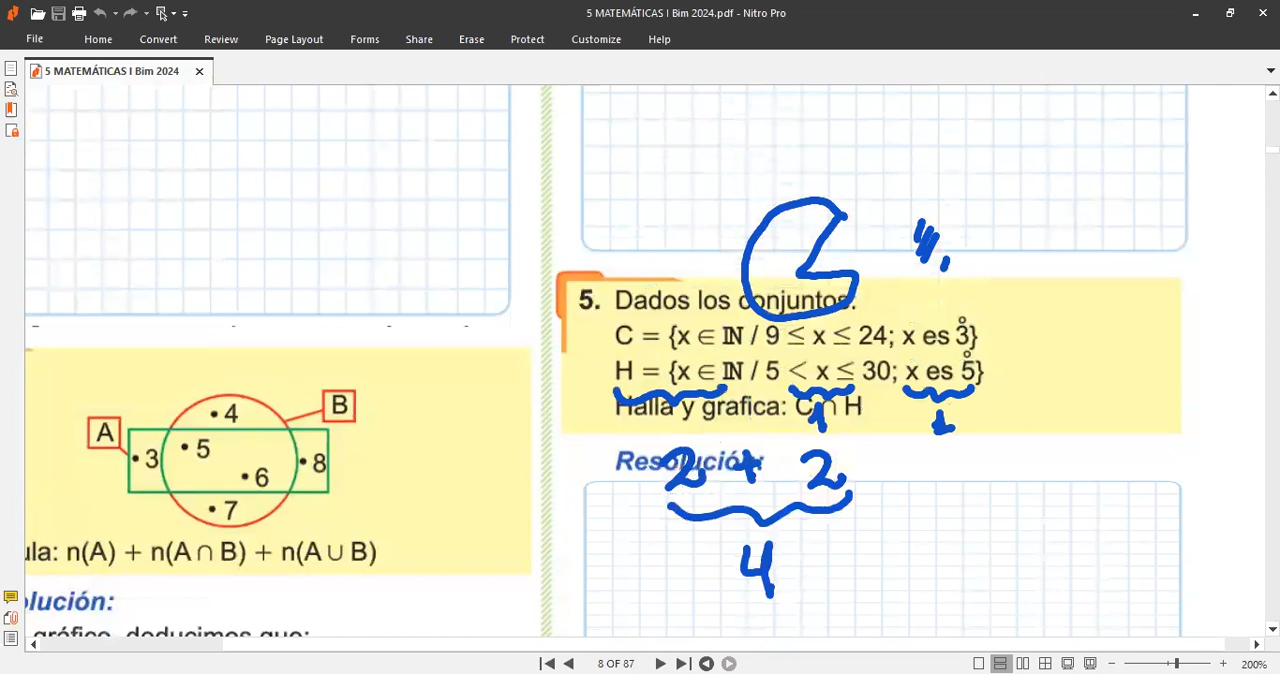 5 MATEMÁTICAS I Bim 2024.pdf - Nitro Pro
File Home Convert Review Page Layout Forms Share Erase Protect Customize Help
5 MATEMÁTICAS I Bim 2024
A
B
4
3
5
8
6
7
ula: n(A) + n(A ∩ B) + n(A ∪ B)
olución:
gráfico, deducimos que:
5. Dados los conjuntos:
C = {x ∈ ℕ / 9 ≤ x ≤ 24; x es 3̊}
H = {x ∈ ℕ / 5 < x ≤ 30; x es 5̊}
Halla y grafica: C ∩ H
1 1
Resolución:
2 + 2
4
8 OF 87
200%